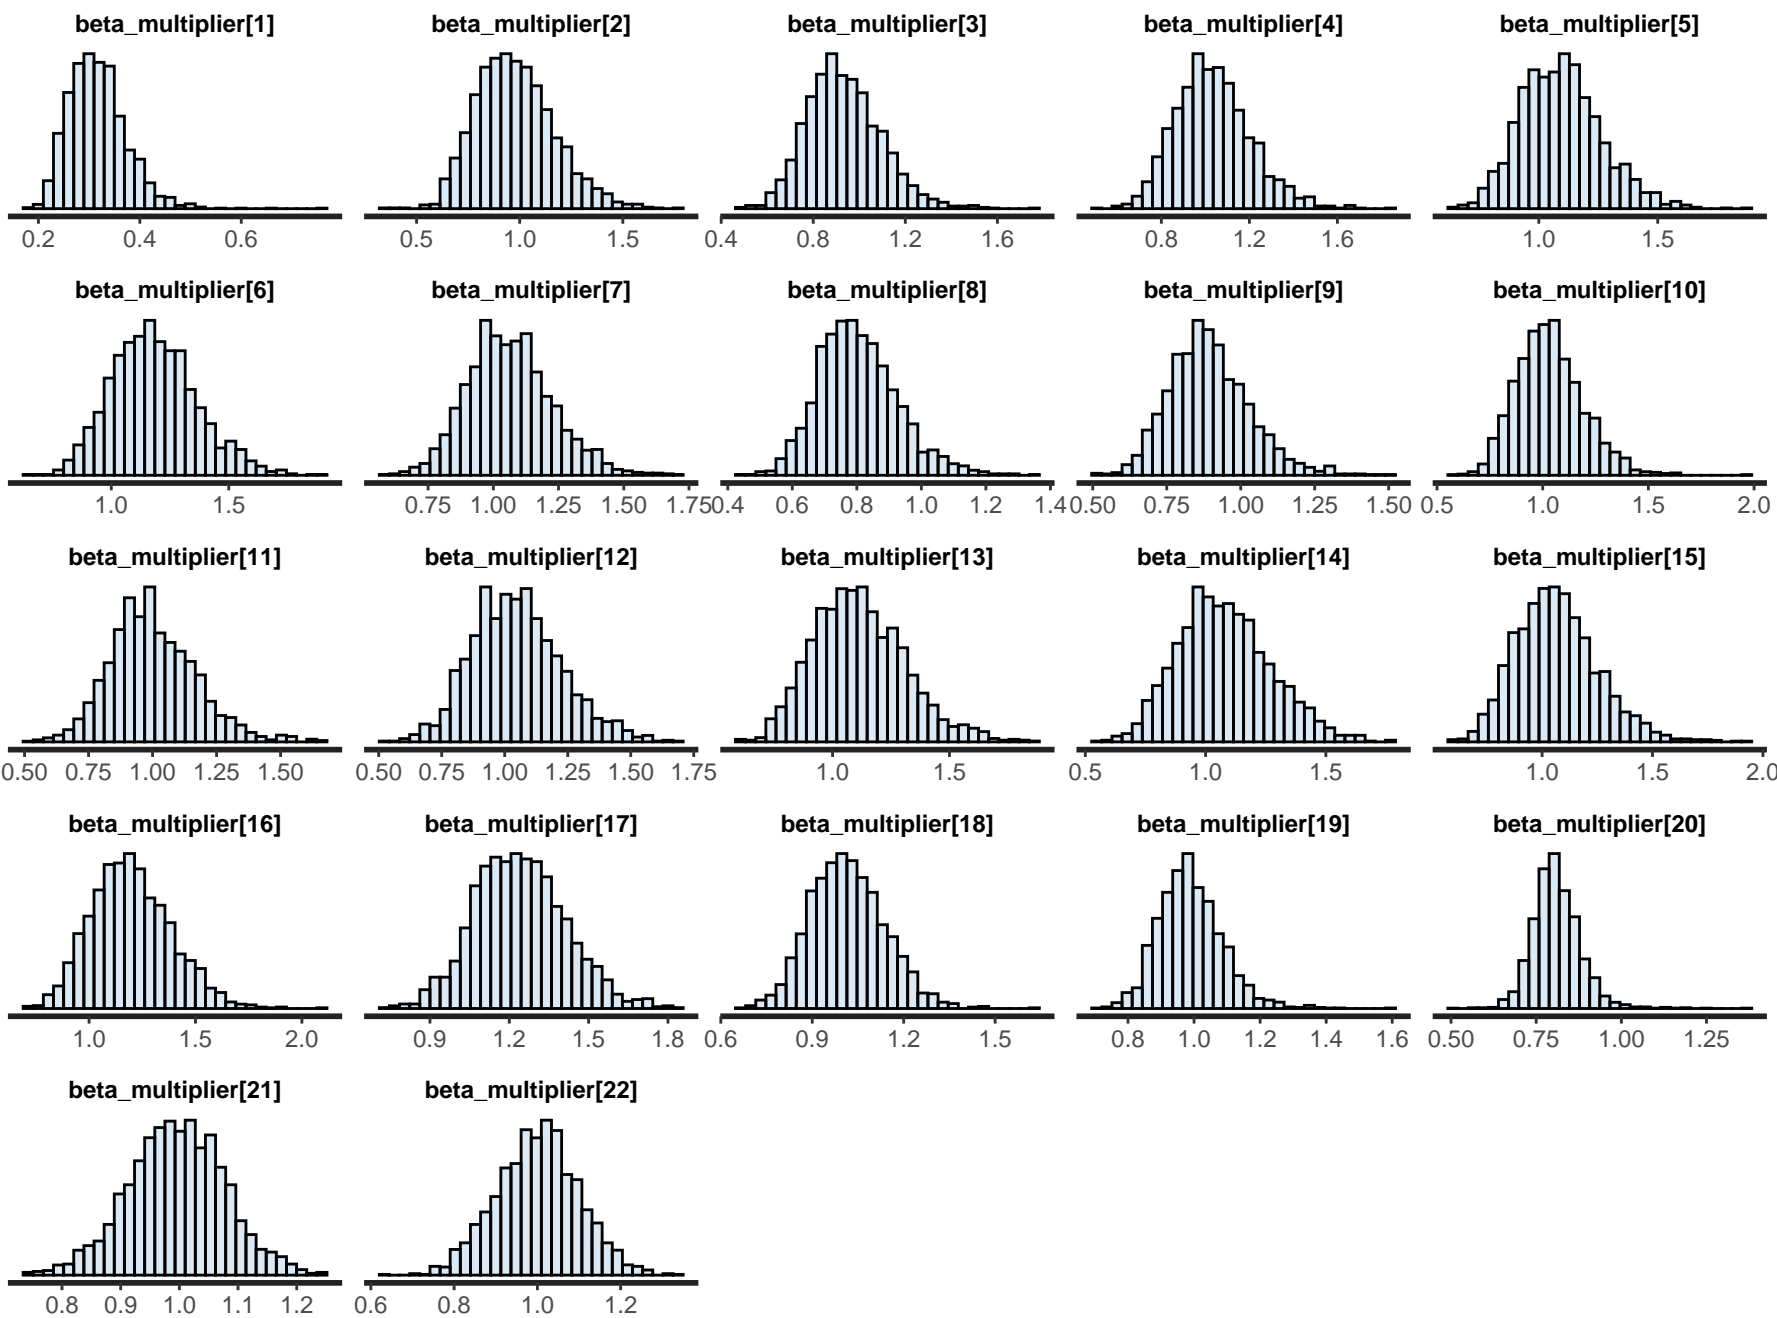 beta_multiplier[1] beta_multiplier[2] beta_multiplier[3] beta_multiplier[4] beta_multiplier[5]
0.2 0.4 0.6 0.5 1.0 1.5 0.4 0.8 1.2 1.6 0.8 1.2 1.6 1.0 1.5
beta_multiplier[6] beta_multiplier[7] beta_multiplier[8] beta_multiplier[9] beta_multiplier[10]
1.0 1.5 0.75 1.00 1.25 1.50 1.75 0.4 0.6 0.8 1.0 1.2 1.4 0.50 0.75 1.00 1.25 1.50 0.5 1.0 1.5 2.0
beta_multiplier[11] beta_multiplier[12] beta_multiplier[13] beta_multiplier[14] beta_multiplier[15]
0.50 0.75 1.00 1.25 1.50 0.50 0.75 1.00 1.25 1.50 1.75 1.0 1.5 0.5 1.0 1.5 1.0 1.5 2.0
beta_multiplier[16] beta_multiplier[17] beta_multiplier[18] beta_multiplier[19] beta_multiplier[20]
1.0 1.5 2.0 0.9 1.2 1.5 1.8 0.6 0.9 1.2 1.5 0.8 1.0 1.2 1.4 1.6 0.50 0.75 1.00 1.25
beta_multiplier[21] beta_multiplier[22]
0.8 0.9 1.0 1.1 1.2 0.6 0.8 1.0 1.2